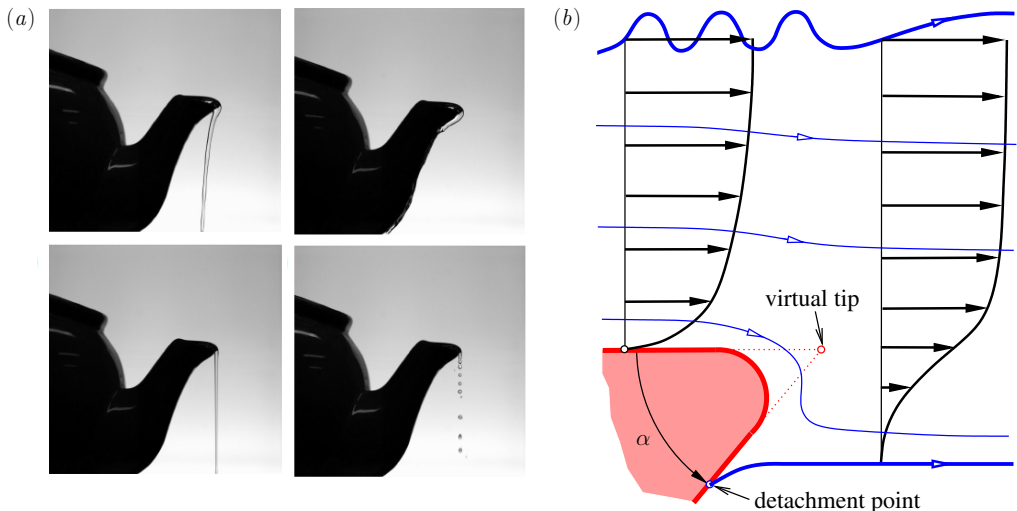 (a)
(b)
virtual tip
α
detachment point